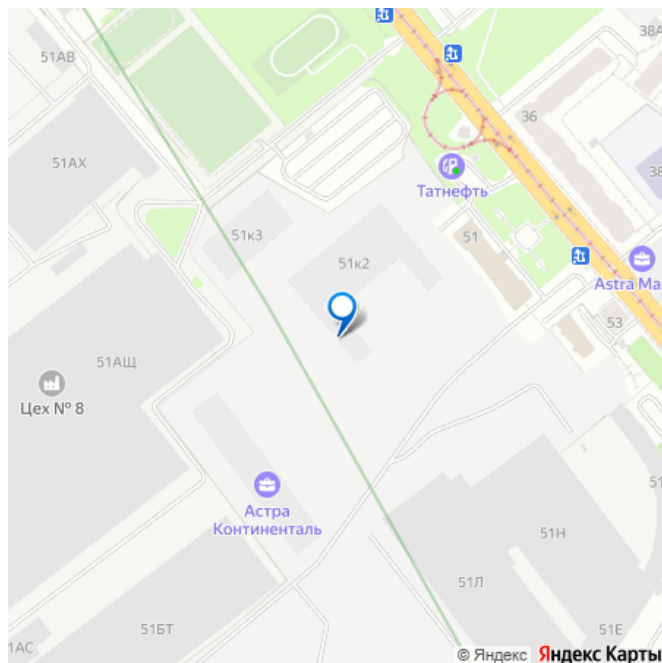 38А
51АВ
36
51АХ
38
Татнефть
51к3
51
51к2
Astra Ma
53
51АЩ
Цех № 8
51
Астра
Континенталь
51Н
51Л
51БТ
51Е
1АС
© Яндекс Яндекс Карты